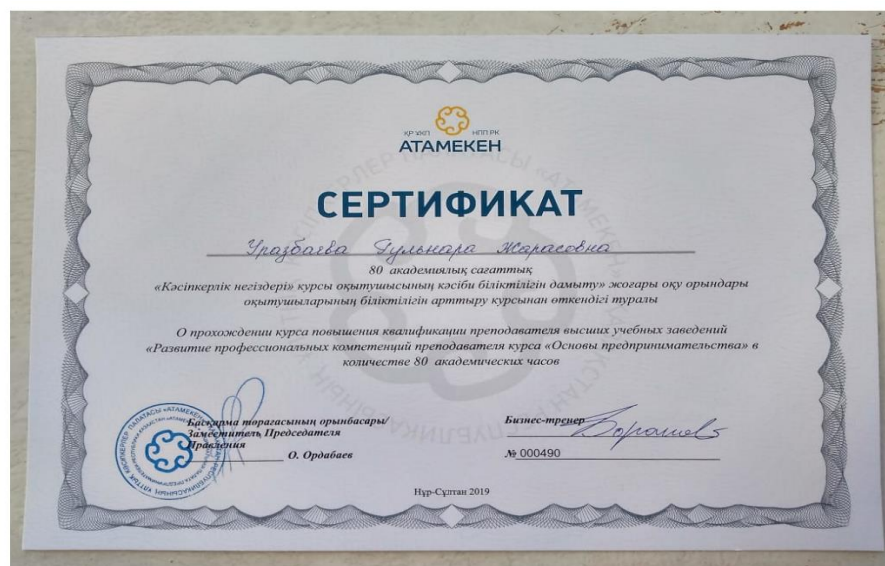 ҚР ҰКП НПП РК
АТАМЕКЕН
СЕРТИФИКАТ
Уразбаева Гульнара Жарасовна
80 академиялық сағаттық
«Кәсіпкерлік негіздері» курсы оқытушысының кәсіби біліктілігін дамыту» жоғары оқу орындары
оқытушыларының біліктілігін арттыру курсынан өткендігі туралы
О прохождении курса повышения квалификации преподавателя высших учебных заведений
«Развитие профессиональных компетенций преподавателя курса «Основы предпринимательства» в
количестве 80 академических часов
Басқарма төрағасының орынбасары/
Заместитель Председателя
Правления
О. Ордабаев
Бизнес-тренер
№ 000490
Нұр-Сұлтан 2019